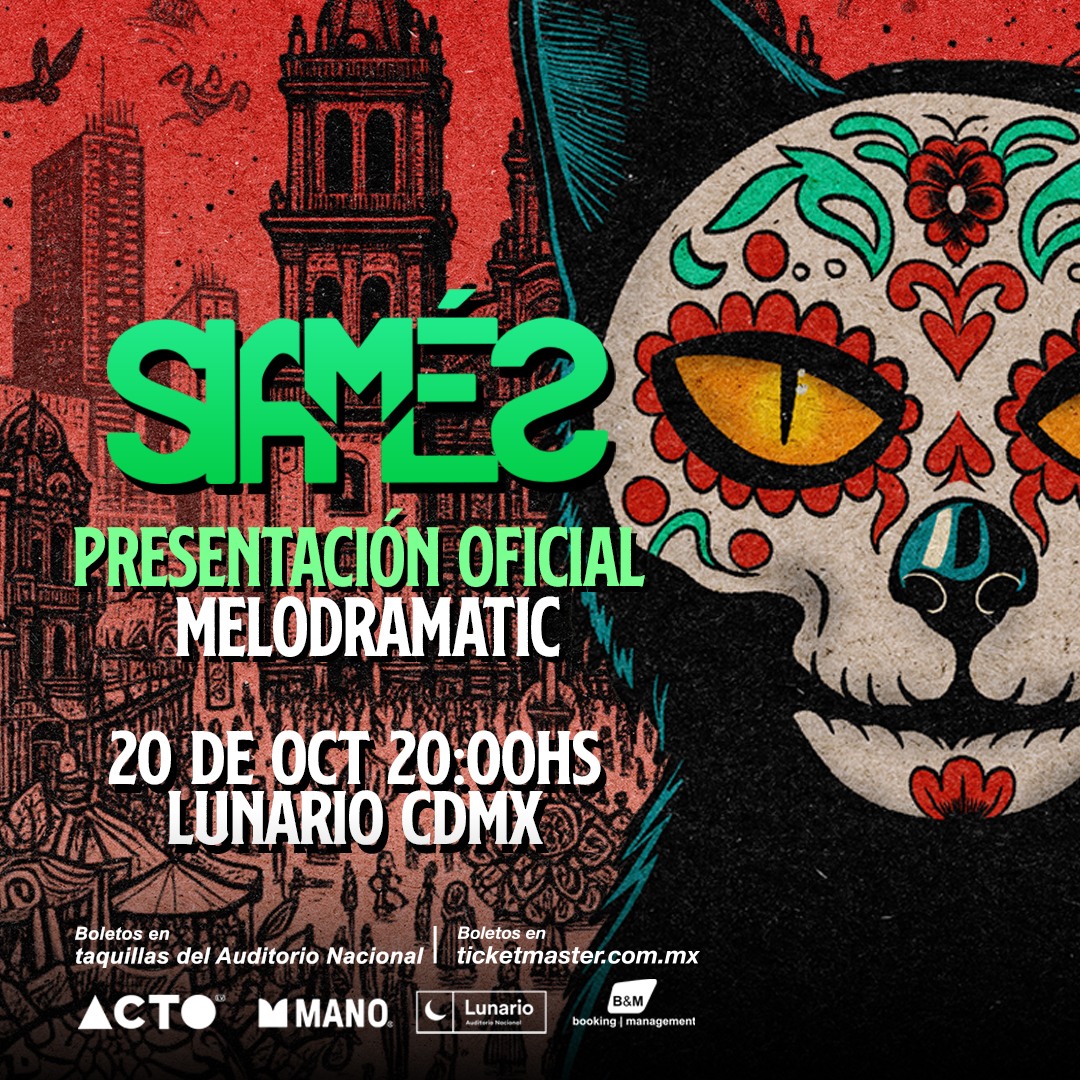 SIAMÉS
PRESENTACIÓN OFICIAL
MELODRAMATIC
20 DE OCT 20:00HS
LUNARIO CDMX
Boletos en
taquillas del Auditorio Nacional
Boletos en
ticketmaster.com.mx
ACTO
MANO
Lunario
Auditorio Nacional
B&M
booking | management